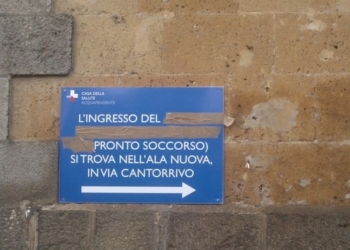 CASA DELLA
SALUTE
ACQUAPENDENTE
L'INGRESSO DEL
PRONTO SOCCORSO)
SI TROVA NELL'ALA NUOVA,
IN VIA CANTORRIVO